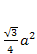 √3/4 a²